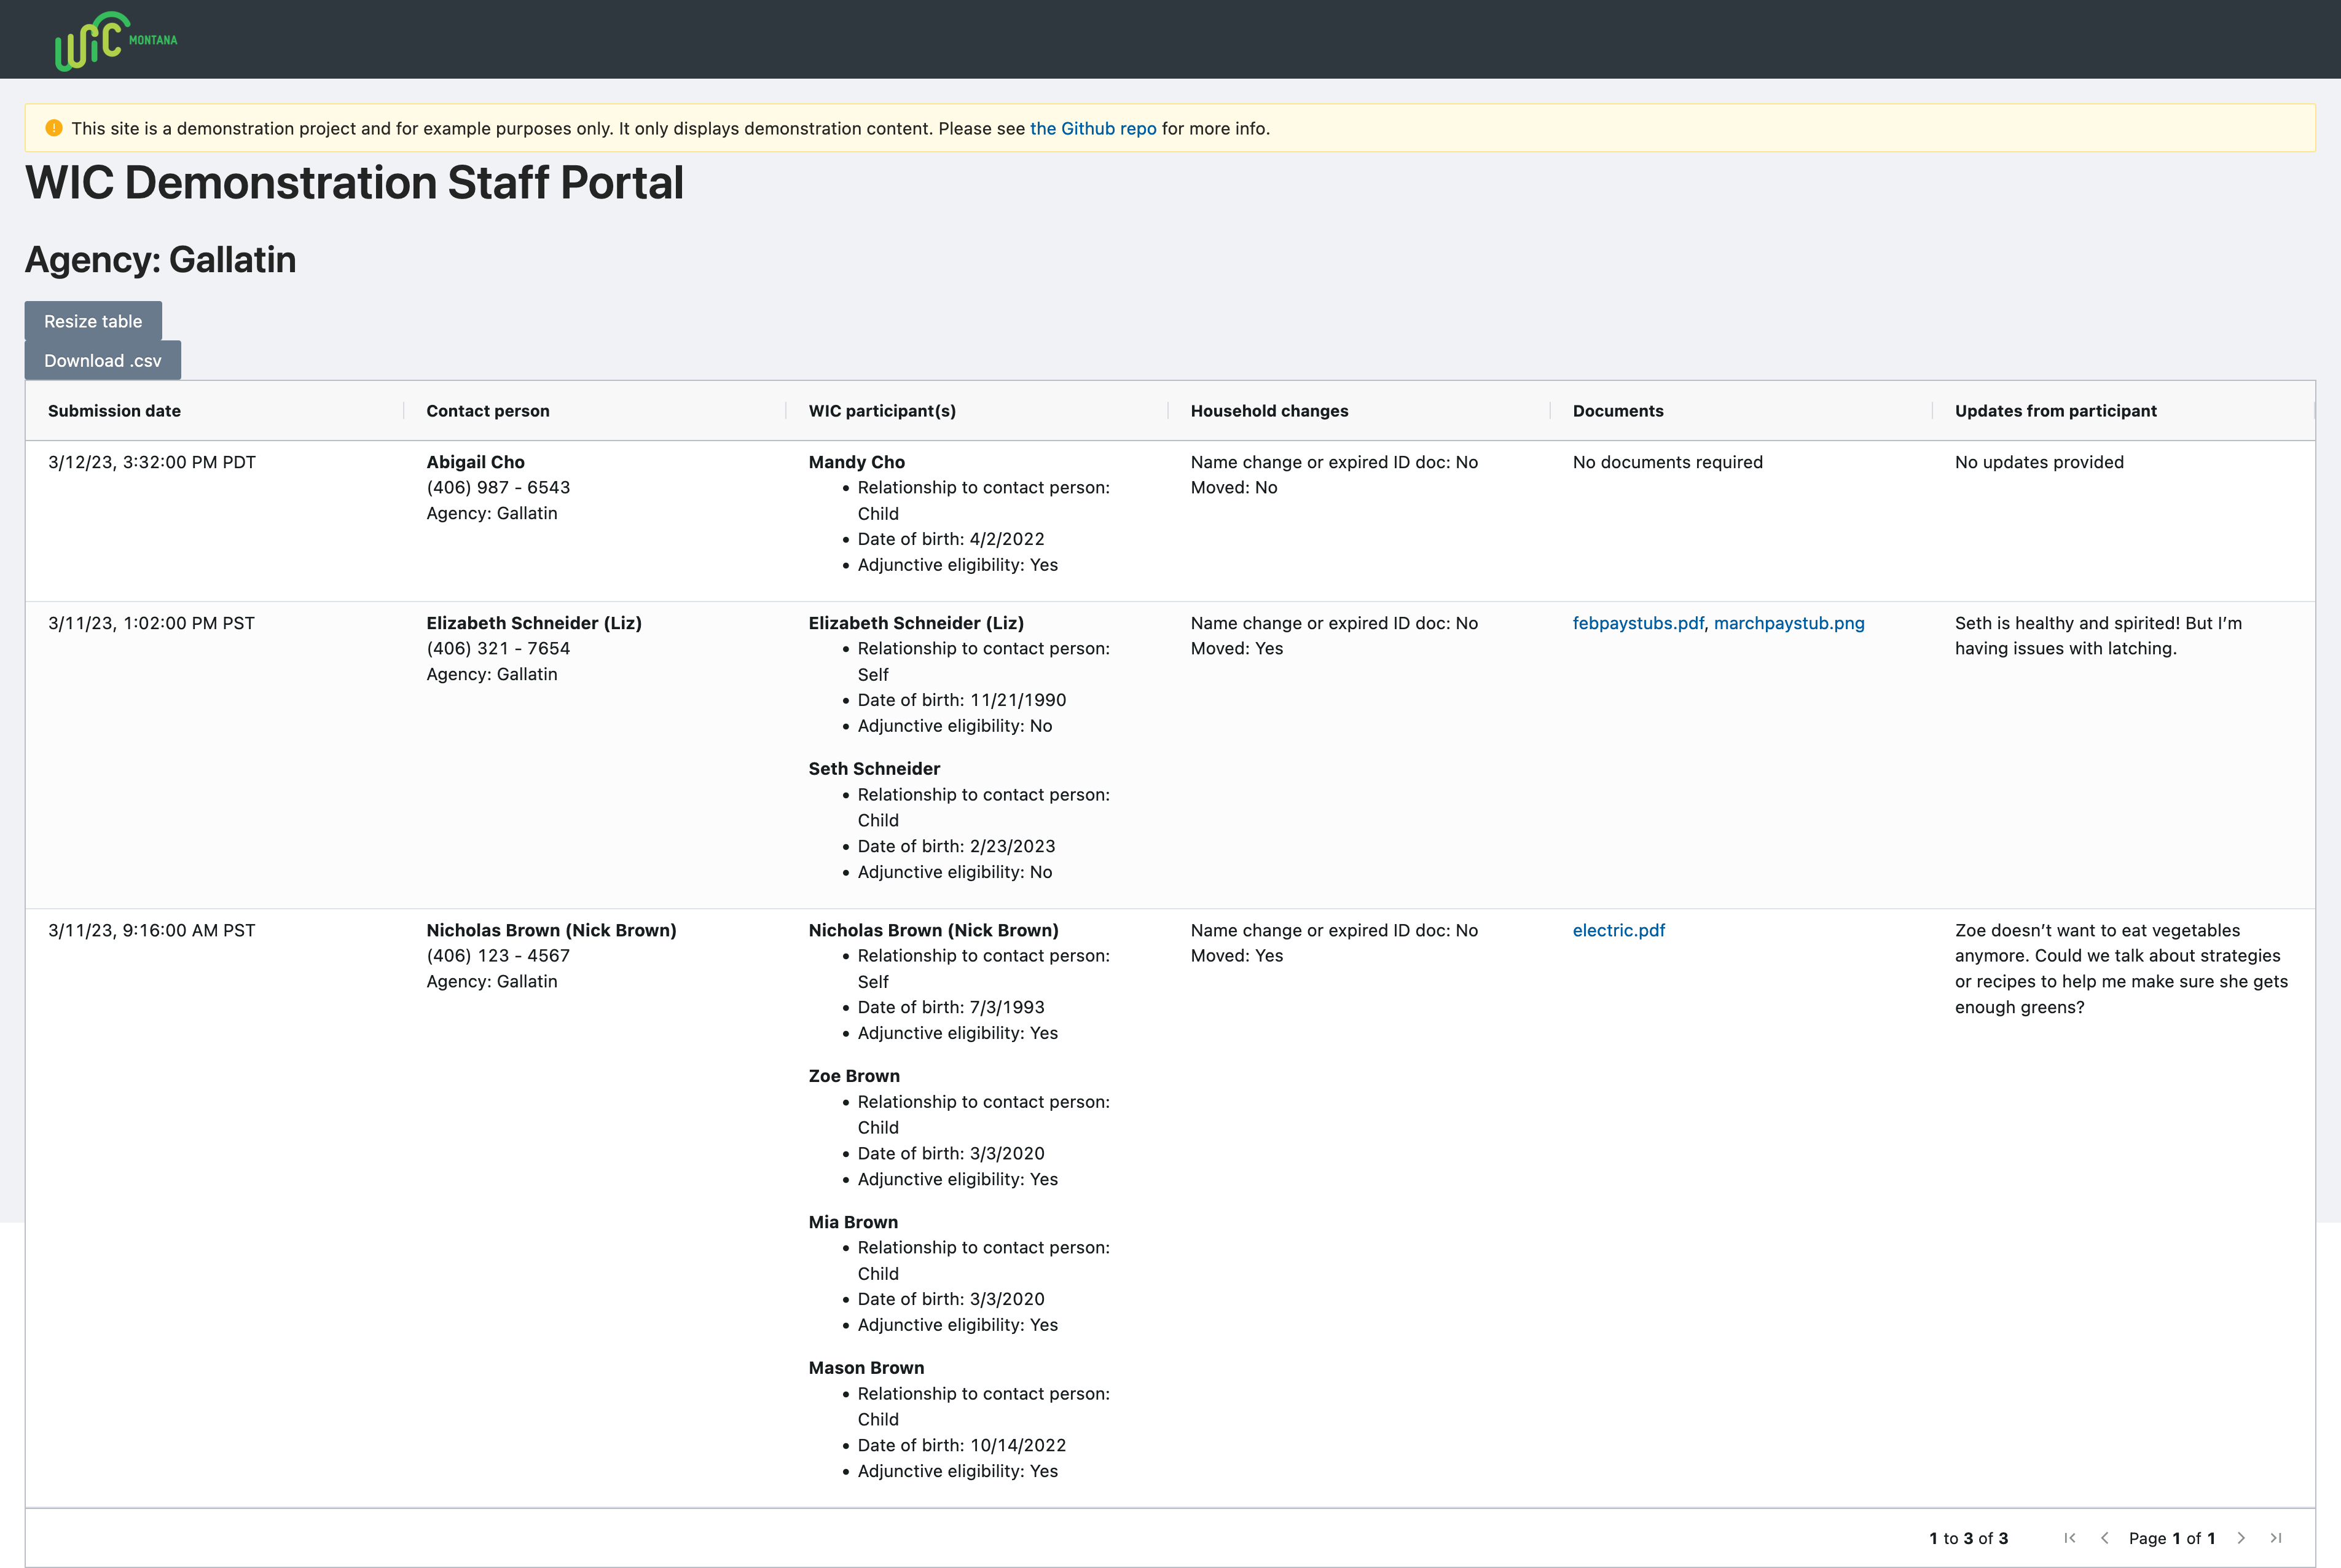 WIC MONTANA
This site is a demonstration project and for example purposes only. It only displays demonstration content. Please see the Github repo for more info.
WIC Demonstration Staff Portal
Agency: Gallatin
Resize table
Download .csv
Submission date Contact person WIC participant(s) Household changes Documents Updates from participant
3/12/23, 3:32:00 PM PDT
Abigail Cho
(406) 987 - 6543
Agency: Gallatin
Mandy Cho
• Relationship to contact person:
Child
• Date of birth: 4/2/2022
• Adjunctive eligibility: Yes
Name change or expired ID doc: No
Moved: No
No documents required
No updates provided
3/11/23, 1:02:00 PM PST
Elizabeth Schneider (Liz)
(406) 321 - 7654
Agency: Gallatin
Elizabeth Schneider (Liz)
• Relationship to contact person:
Self
• Date of birth: 11/21/1990
• Adjunctive eligibility: No
Seth Schneider
• Relationship to contact person:
Child
• Date of birth: 2/23/2023
• Adjunctive eligibility: No
Name change or expired ID doc: No
Moved: Yes
febpaystubs.pdf, marchpaystub.png
Seth is healthy and spirited! But I’m
having issues with latching.
3/11/23, 9:16:00 AM PST
Nicholas Brown (Nick Brown)
(406) 123 - 4567
Agency: Gallatin
Nicholas Brown (Nick Brown)
• Relationship to contact person:
Self
• Date of birth: 7/3/1993
• Adjunctive eligibility: Yes
Zoe Brown
• Relationship to contact person:
Child
• Date of birth: 3/3/2020
• Adjunctive eligibility: Yes
Mia Brown
• Relationship to contact person:
Child
• Date of birth: 3/3/2020
• Adjunctive eligibility: Yes
Mason Brown
• Relationship to contact person:
Child
• Date of birth: 10/14/2022
• Adjunctive eligibility: Yes
Name change or expired ID doc: No
Moved: Yes
electric.pdf
Zoe doesn’t want to eat vegetables
anymore. Could we talk about strategies
or recipes to help me make sure she gets
enough greens?
1 to 3 of 3 Page 1 of 1